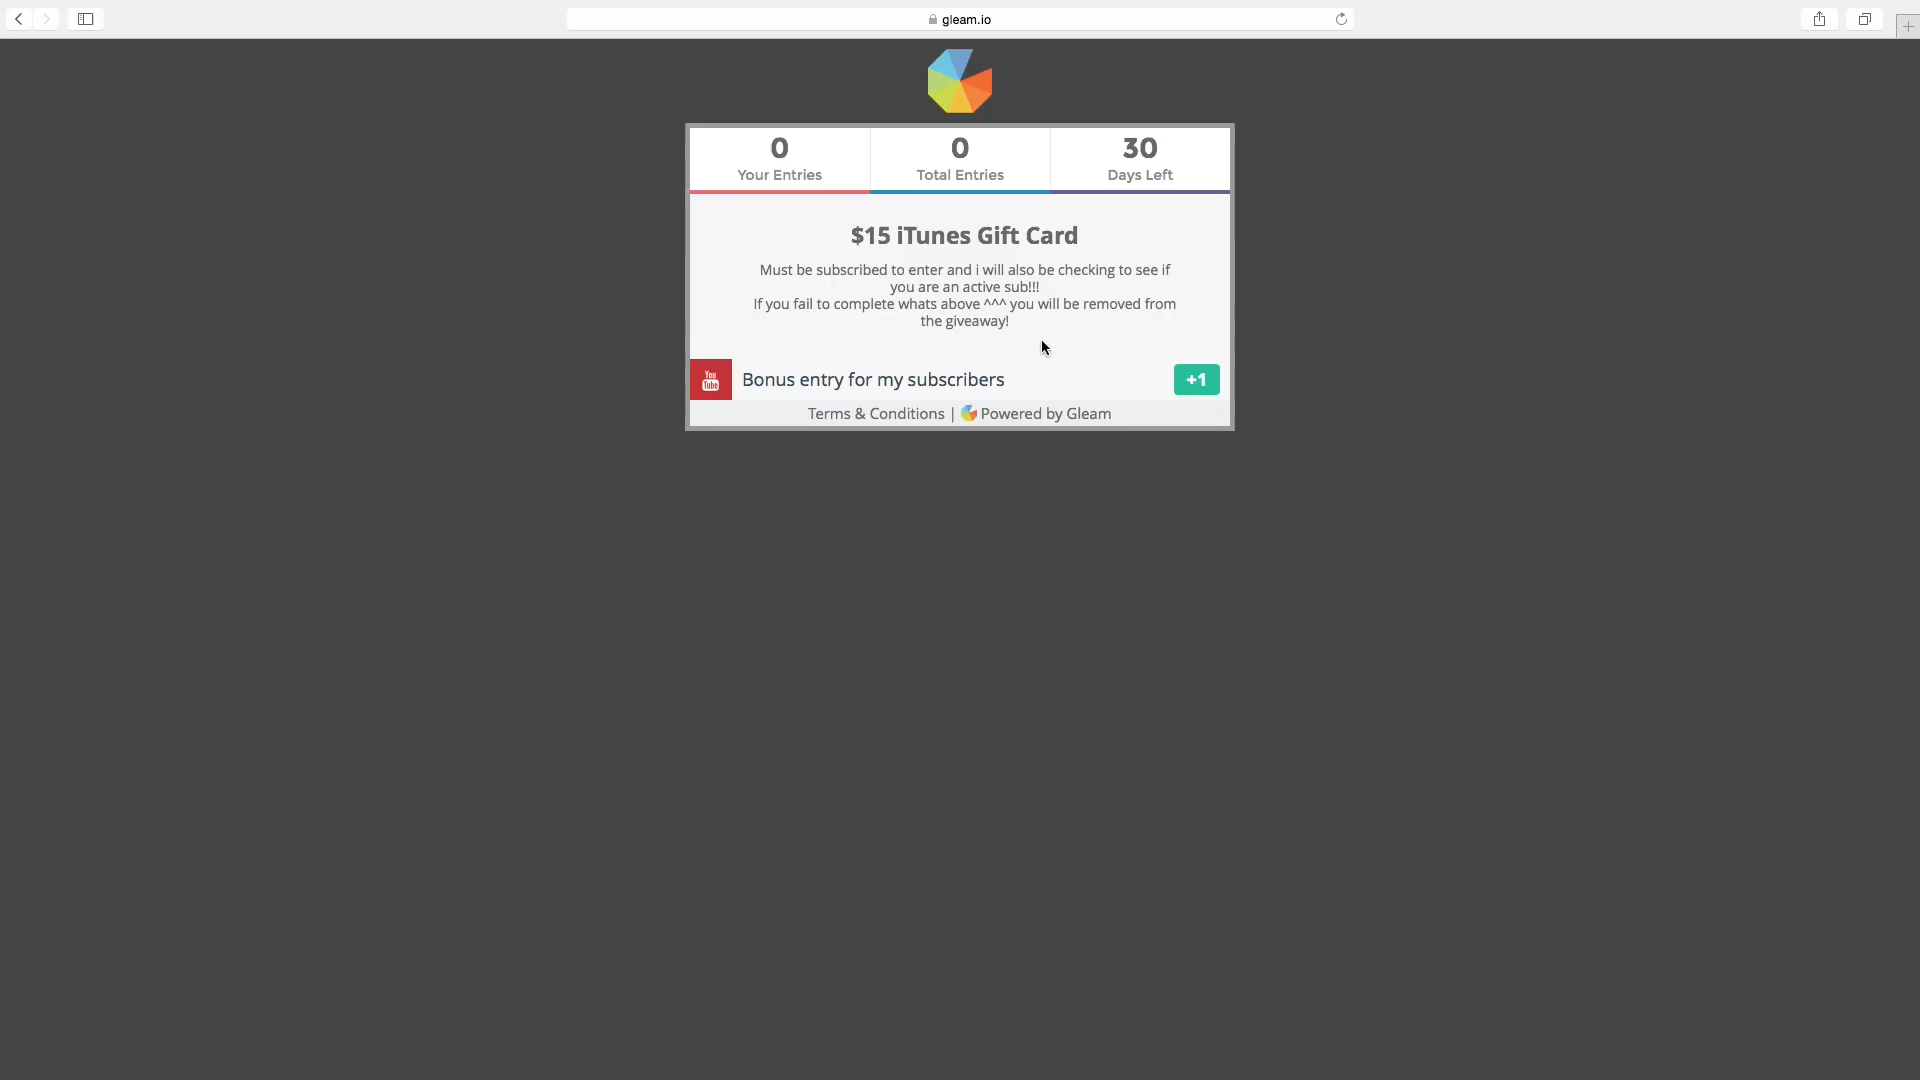 gleam.io
0 0 30
Your Entries Total Entries Days Left
$15 iTunes Gift Card
Must be subscribed to enter and i will also be checking to see if
you are an active sub!!!
If you fail to complete whats above ^^^ you will be removed from
the giveaway!
You
Tube
Bonus entry for my subscribers +1
Terms & Conditions | Powered by Gleam